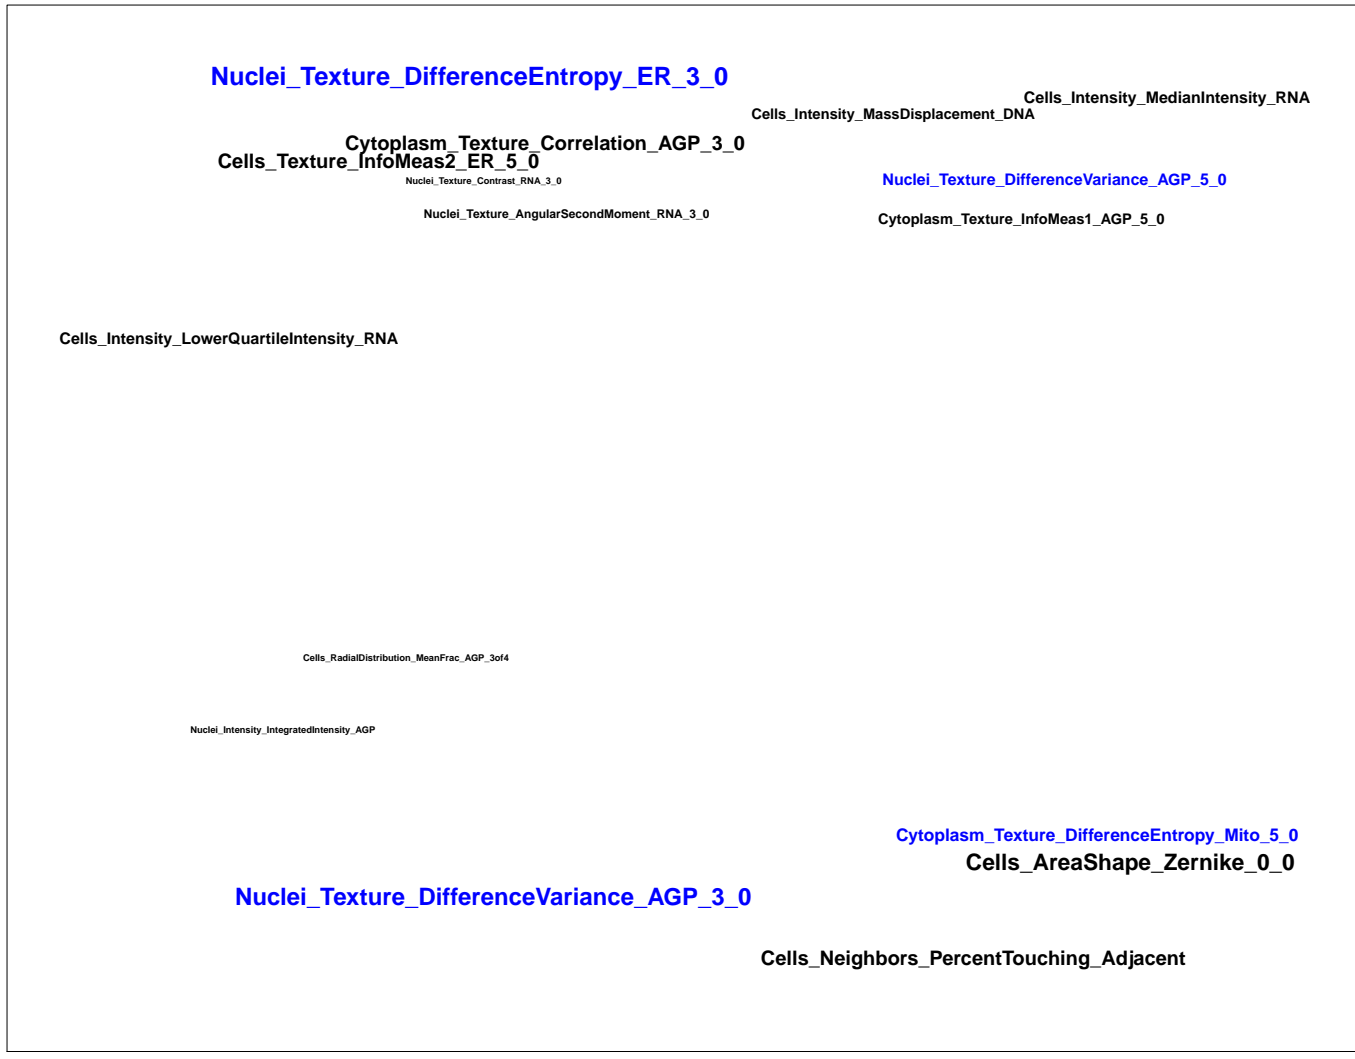 Nuclei_Texture_DifferenceEntropy_ER_3_0
Cells_Intensity_MedianIntensity_RNA
Cells_Intensity_MassDisplacement_DNA
Cytoplasm_Texture_Correlation_AGP_3_0
Cells_Texture_InfoMeas2_ER_5_0
Nuclei_Texture_Contrast_RNA_3_0
Nuclei_Texture_DifferenceVariance_AGP_5_0
Nuclei_Texture_AngularSecondMoment_RNA_3_0
Cytoplasm_Texture_InfoMeas1_AGP_5_0
Cells_Intensity_LowerQuartileIntensity_RNA
Cells_RadialDistribution_MeanFrac_AGP_3of4
Nuclei_Intensity_IntegratedIntensity_AGP
Cytoplasm_Texture_DifferenceEntropy_Mito_5_0
Cells_AreaShape_Zernike_0_0
Nuclei_Texture_DifferenceVariance_AGP_3_0
Cells_Neighbors_PercentTouching_Adjacent